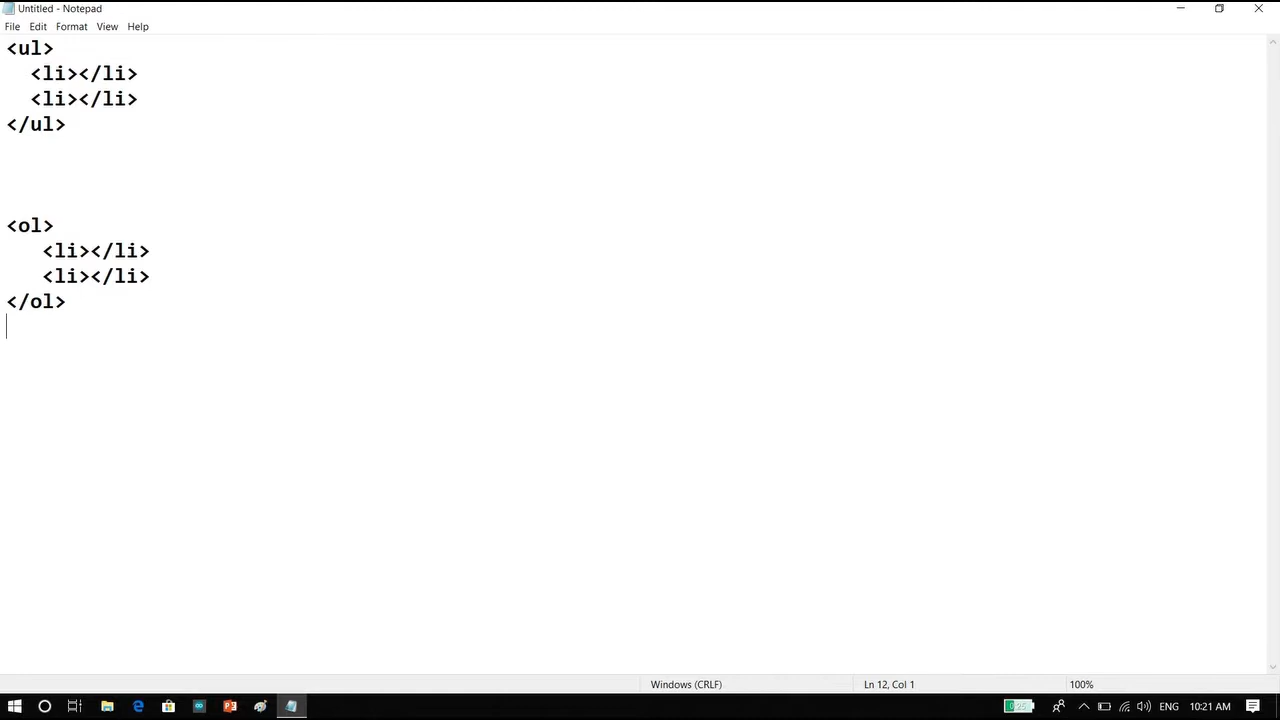 Untitled - Notepad
File Edit Format View Help
<ul>
  <li></li>
  <li></li>
</ul>
<ol>
   <li></li>
   <li></li>
</ol>
Windows (CRLF) Ln 12, Col 1 100%
ENG 10:21 AM